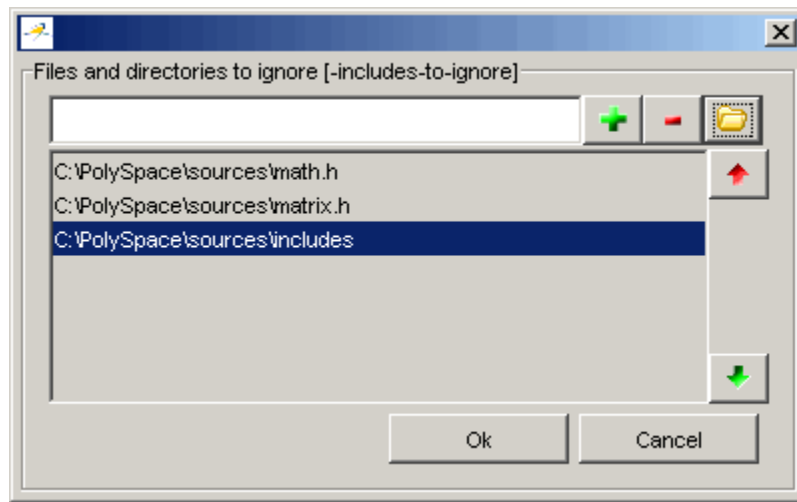 Files and directories to ignore [-includes-to-ignore]
C:\PolySpace\sources\math.h
C:\PolySpace\sources\matrix.h
C:\PolySpace\sources\includes
Ok
Cancel